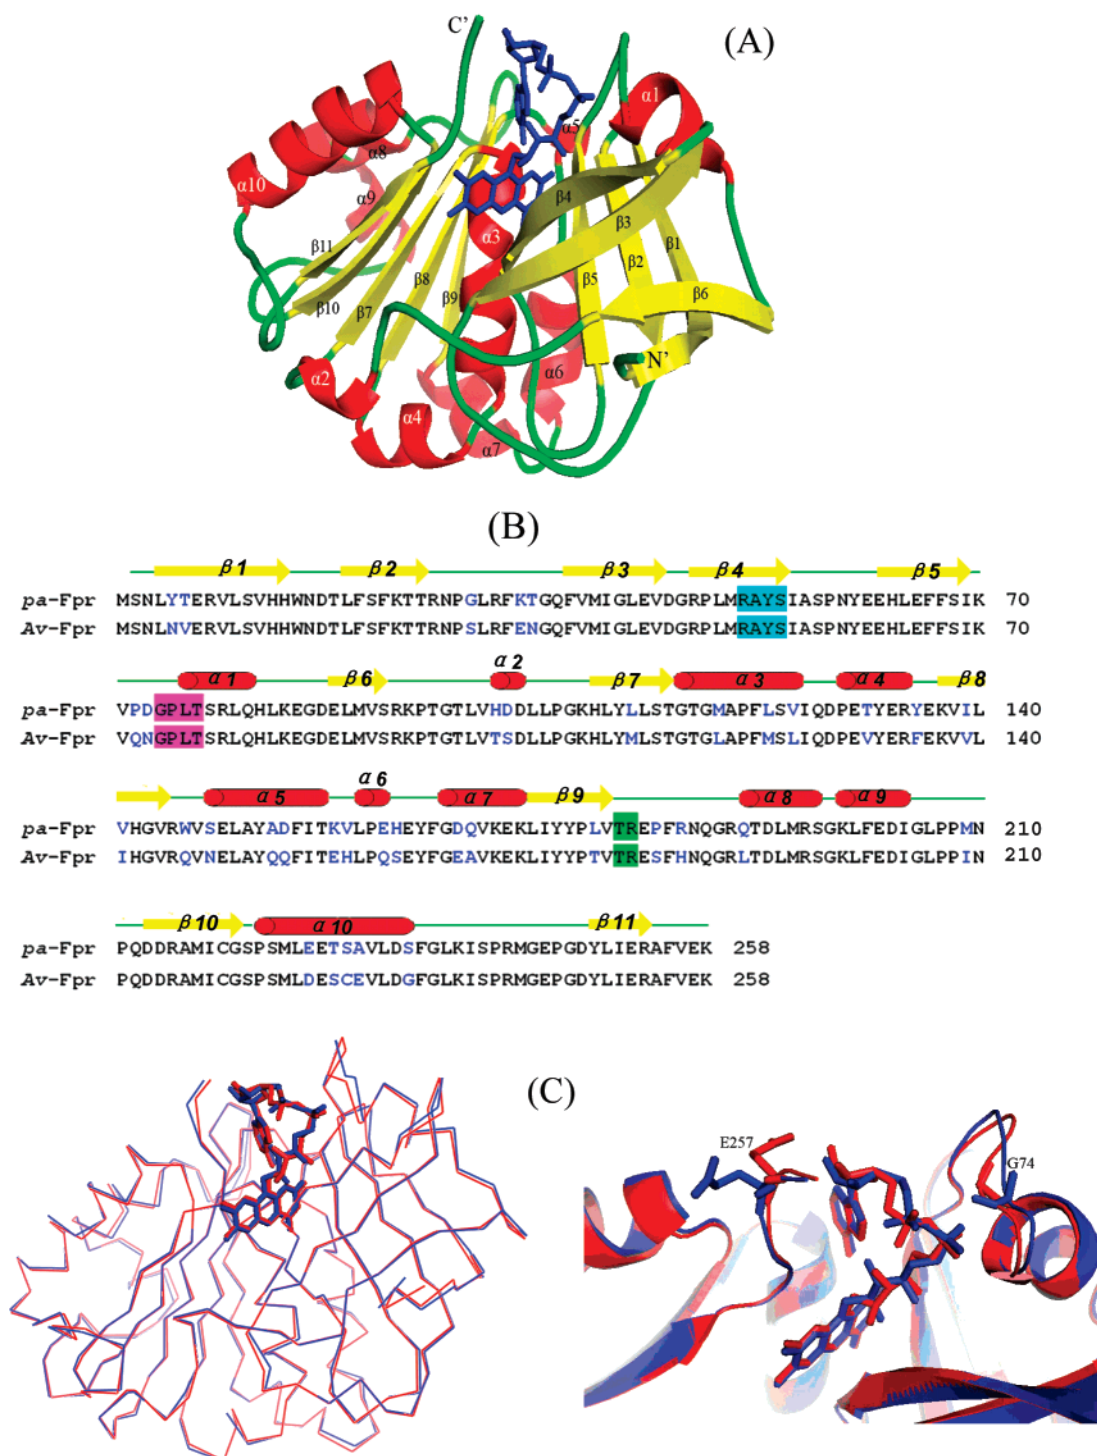 (A)
C'
α1
α5
α8
α10
α9
β4
β3
α3
β1
β11
β2
β8
β5
β10
β7
β9
β6
N'
α2
α6
α4
α7
(B)
β1 β2 β3 β4 β5
pa-Fpr MSNLYTERVLSVHHWNDTLFSFKTTRNPGLRFKTGQFVMIGLEVDGRPLMRAYSIASPNYEEHLEFFSIK 70
Av-Fpr MSNLNVERVLSVHHWNDTLFSFKTTRNPSLRFENGQFVMIGLEVDGRPLMRAYSIASPNYEEHLEFFSIK 70
α1 β6 α2 β7 α3 α4 β8
pa-Fpr VPDGPLTSRLQHLKEGDELMVSRKPTGTLVHDDLLPGKHLYLLSTGTGMAPFLSVIQDPETYERYEKVIL 140
Av-Fpr VQNGPLTSRLQHLKEGDELMVSRKPTGTLVTSDLLPGKHLYMLSTGTGLAPFMSLIQDPEVYERFEKVVL 140
α5 α6 α7 β9 α8 α9
pa-Fpr VHGVRWVSELAYADFITKVLPEHEYFGDQVKEKLIYYPLVTREPFRNQGRQTDLMRSGKLFEDIGLPPMN 210
Av-Fpr IHGVRQVNELAYQQFITEHLPQSEYFGEAVKEKLIYYPTVTRESFHNQGRLTDLMRSGKLFEDIGLPPIN 210
β10 α10 β11
pa-Fpr PQDDRAMICGSPSMLEETSAVLDSFGLKISPRMGEPGDYLIERAFVEK 258
Av-Fpr PQDDRAMICGSPSMLDESCEVLDGFGLKISPRMGEPGDYLIERAFVEK 258
(C)
E257
G74